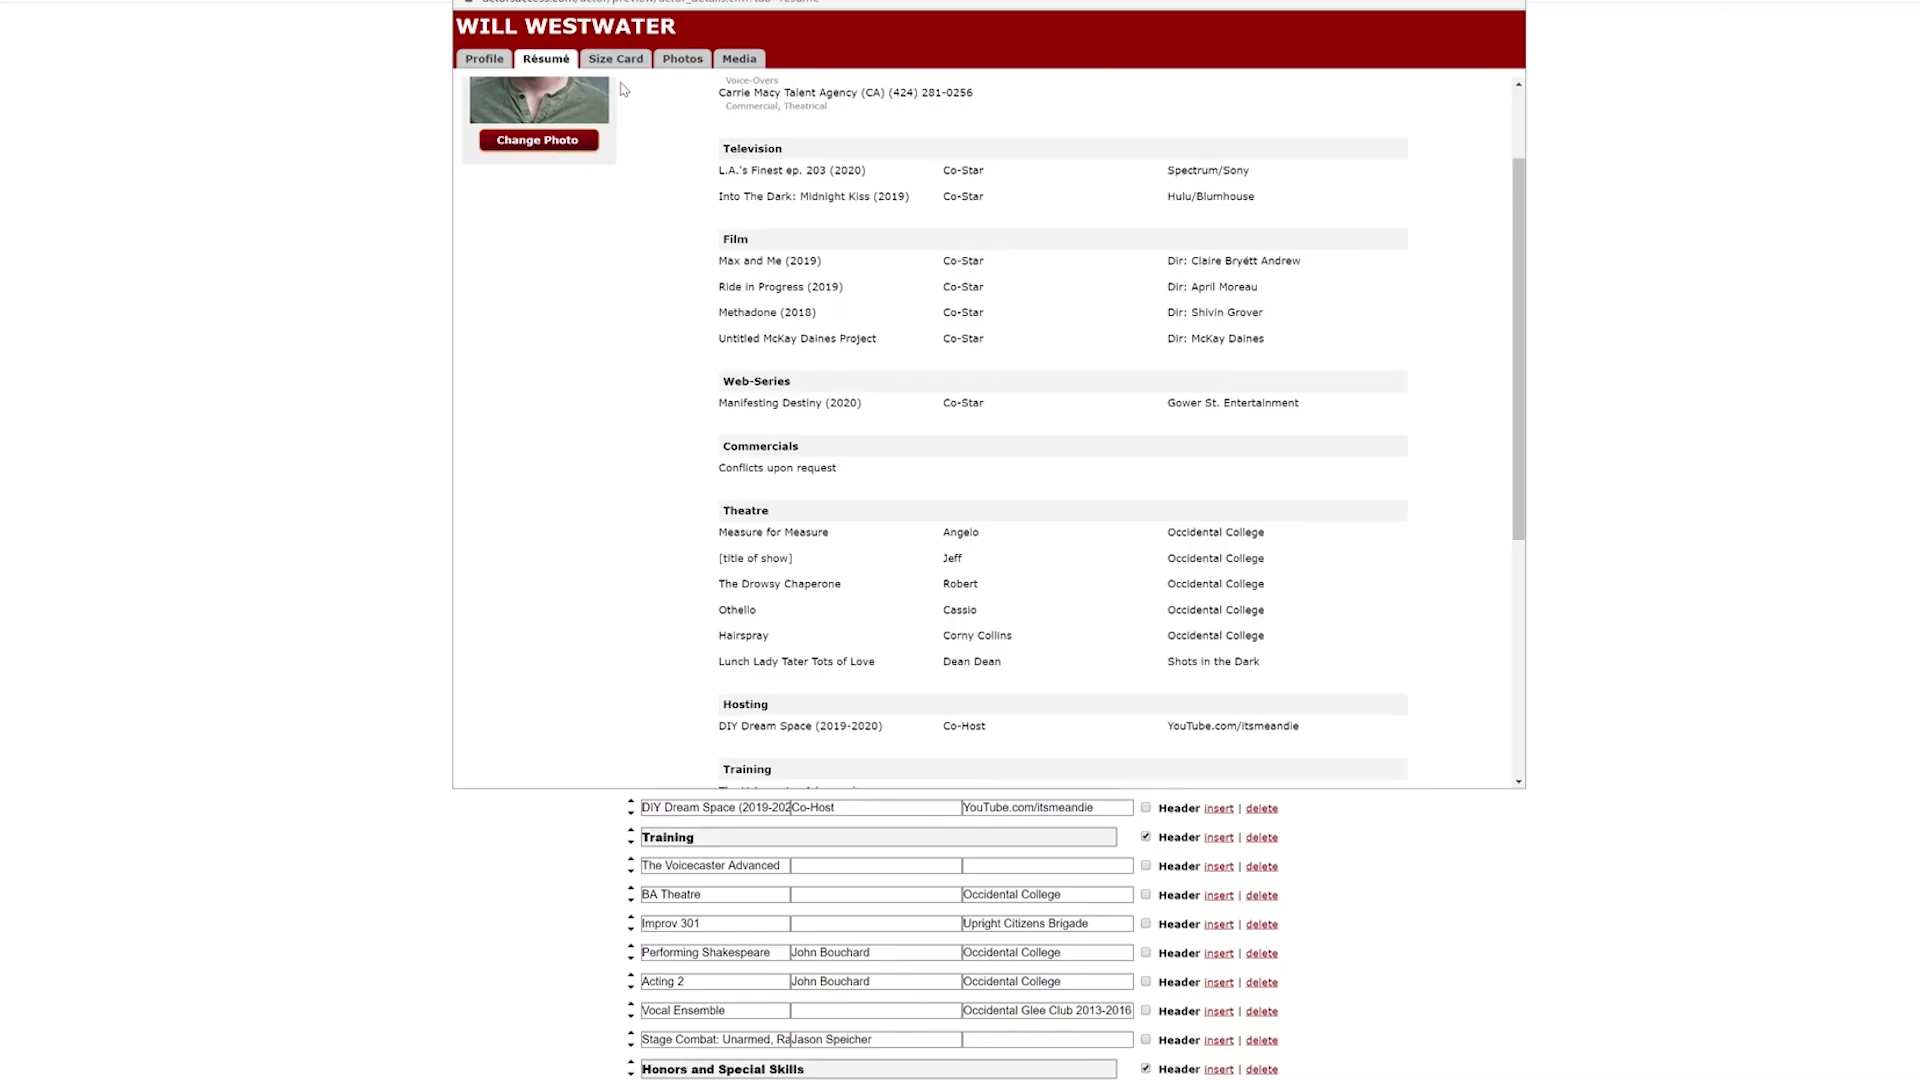 WILL WESTWATER
Profile Résumé Size Card Photos Media
Voice-Overs
Carrie Macy Talent Agency (CA) (424) 281-0256
Commercial, Theatrical
Change Photo
Television
L.A.'s Finest ep. 203 (2020) Co-Star Spectrum/Sony
Into The Dark: Midnight Kiss (2019) Co-Star Hulu/Blumhouse
Film
Max and Me (2019) Co-Star Dir: Claire Bryétt Andrew
Ride in Progress (2019) Co-Star Dir: April Moreau
Methadone (2018) Co-Star Dir: Shivin Grover
Untitled McKay Daines Project Co-Star Dir: McKay Daines
Web-Series
Manifesting Destiny (2020) Co-Star Gower St. Entertainment
Commercials
Conflicts upon request
Theatre
Measure for Measure Angelo Occidental College
[title of show] Jeff Occidental College
The Drowsy Chaperone Robert Occidental College
Othello Cassio Occidental College
Hairspray Corny Collins Occidental College
Lunch Lady Tater Tots of Love Dean Dean Shots in the Dark
Hosting
DIY Dream Space (2019-2020) Co-Host YouTube.com/itsmeandie
Training
DIY Dream Space (2019-202 Co-Host YouTube.com/itsmeandie Header insert | delete
Training Header insert | delete
The Voicecaster Advanced Header insert | delete
BA Theatre Occidental College Header insert | delete
Improv 301 Upright Citizens Brigade Header insert | delete
Performing Shakespeare John Bouchard Occidental College Header insert | delete
Acting 2 John Bouchard Occidental College Header insert | delete
Vocal Ensemble Occidental Glee Club 2013-2016 Header insert | delete
Stage Combat: Unarmed, Ra Jason Speicher Header insert | delete
Honors and Special Skills Header insert | delete